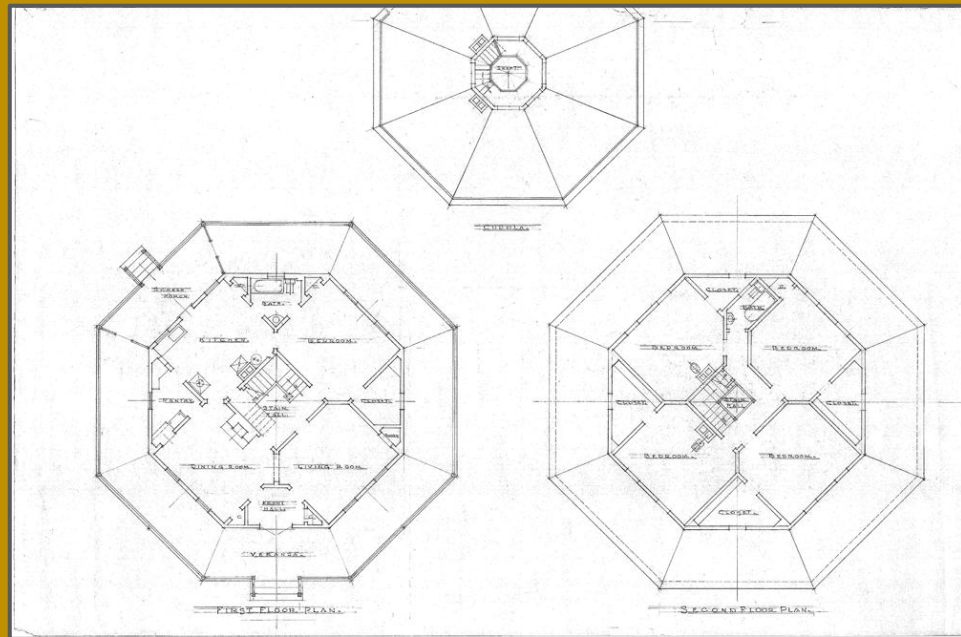 CUPOLA.
KITCHEN.
BATH.
BEDROOM.
PANTRY
STAIR
HALL.
CLOSET.
DINING ROOM.
LIVING ROOM.
FRONT
HALL
VERANDA.
FIRST FLOOR PLAN.
CLOSET.
BATH
BEDROOM.
BEDROOM.
CLOSET
STAIR
HALL
CLOSET.
BEDROOM.
BEDROOM.
CLOSET.
SECOND FLOOR PLAN.